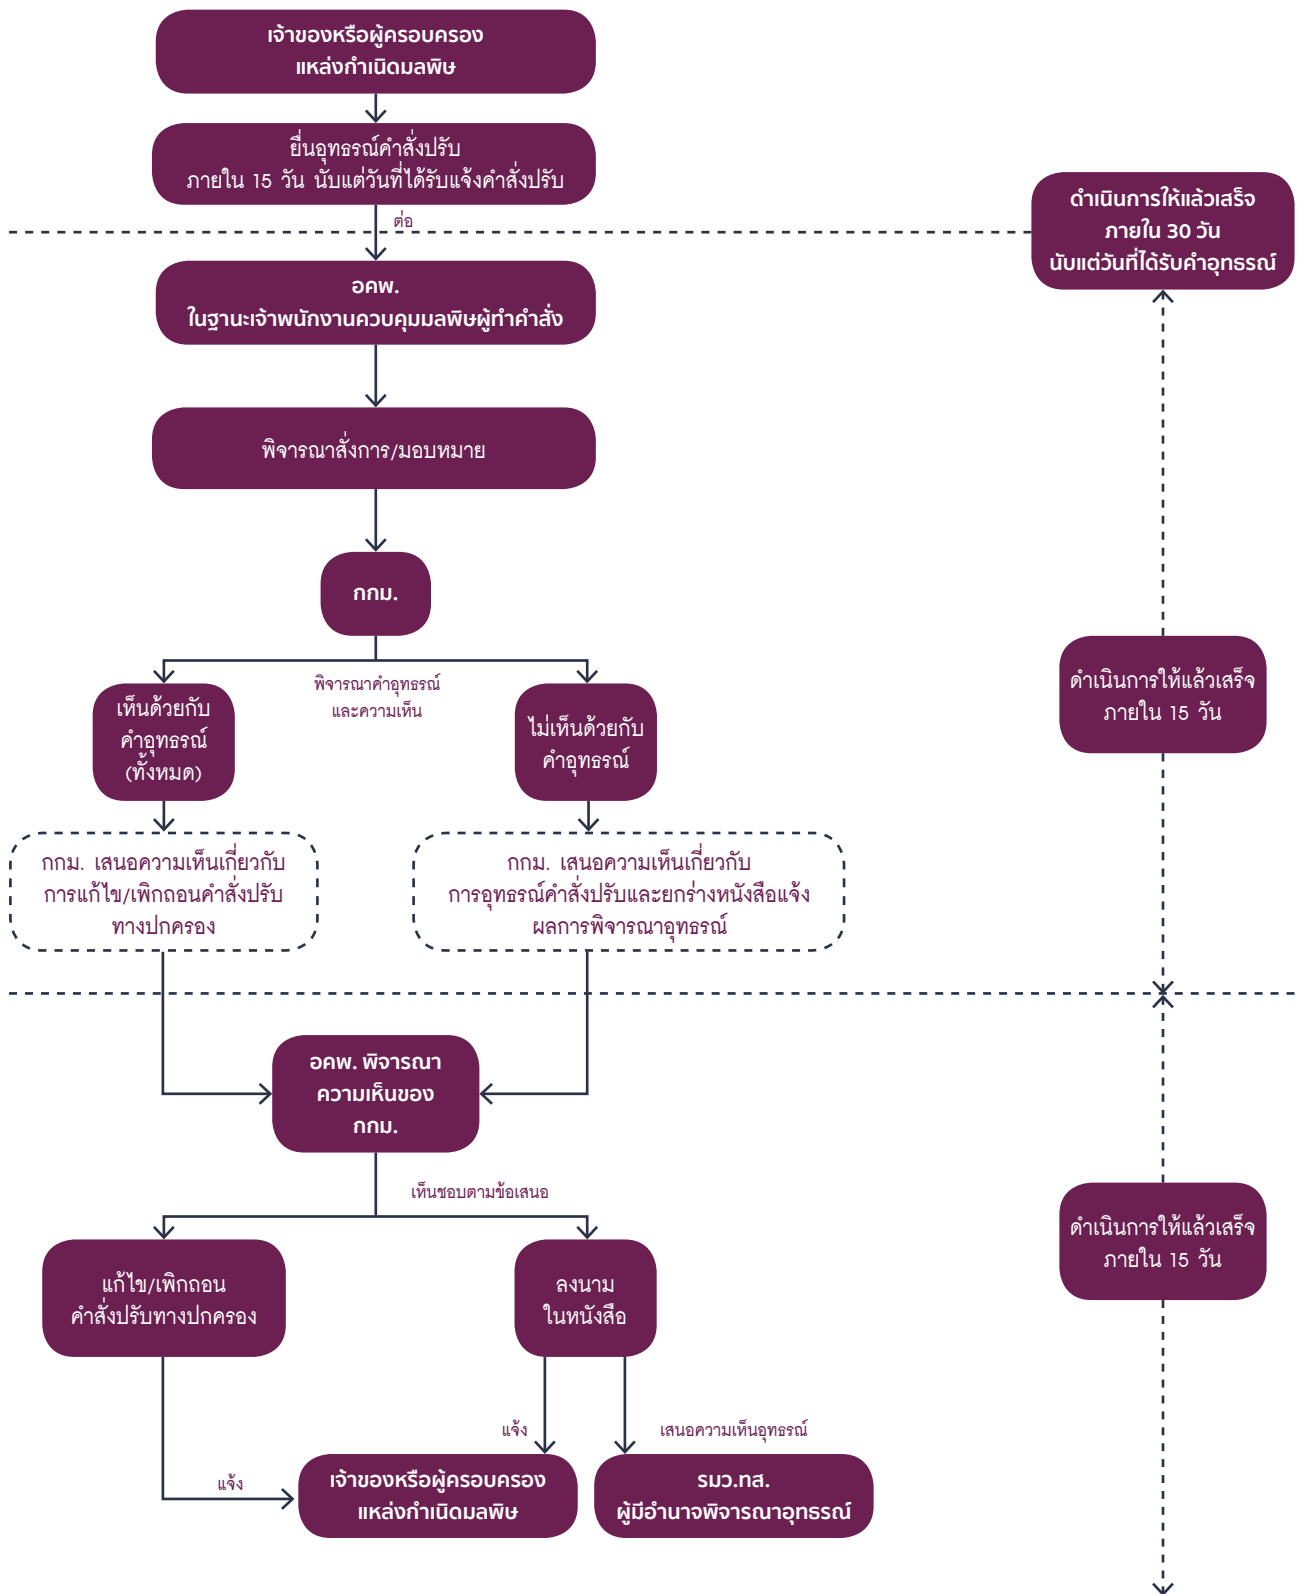 เจ้าของหรือผู้ครอบครอง
แหล่งกำเนิดมลพิษ
ยื่นอุทธรณ์คำสั่งปรับ
ภายใน 15 วัน นับแต่วันที่ได้รับแจ้งคำสั่งปรับ
ต่อ
ดำเนินการให้แล้วเสร็จ
ภายใน 30 วัน
นับแต่วันที่ได้รับคำอุทธรณ์
อคพ.
ในฐานะเจ้าพนักงานควบคุมมลพิษผู้ทำคำสั่ง
พิจารณาสั่งการ/มอบหมาย
กกม.
พิจารณาคำอุทธรณ์
และความเห็น
เห็นด้วยกับ
คำอุทธรณ์
(ทั้งหมด)
ไม่เห็นด้วยกับ
คำอุทธรณ์
ดำเนินการให้แล้วเสร็จ
ภายใน 15 วัน
กกม. เสนอความเห็นเกี่ยวกับ
การแก้ไข/เพิกถอนคำสั่งปรับ
ทางปกครอง
กกม. เสนอความเห็นเกี่ยวกับ
การอุทธรณ์คำสั่งปรับและยกร่างหนังสือแจ้ง
ผลการพิจารณาอุทธรณ์
อคพ. พิจารณา
ความเห็นของ
กกม.
เห็นชอบตามข้อเสนอ
แก้ไข/เพิกถอน
คำสั่งปรับทางปกครอง
ลงนาม
ในหนังสือ
ดำเนินการให้แล้วเสร็จ
ภายใน 15 วัน
แจ้ง
เสนอความเห็นอุทธรณ์
แจ้ง
เจ้าของหรือผู้ครอบครอง
แหล่งกำเนิดมลพิษ
รมว.ทส.
ผู้มีอำนาจพิจารณาอุทธรณ์